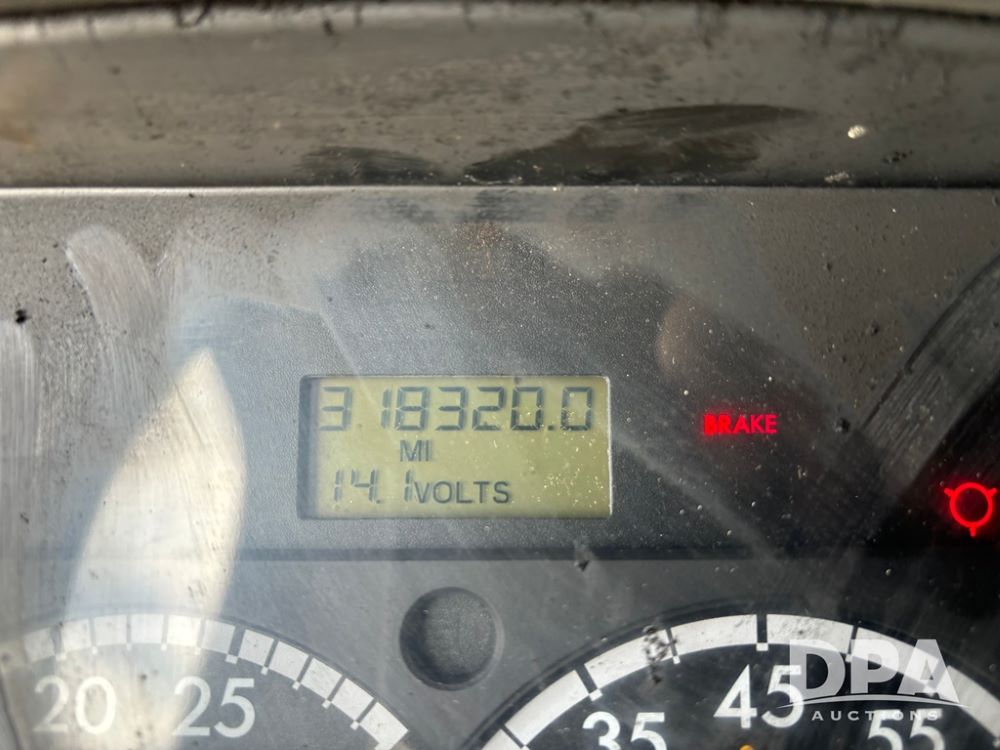 318320.0
MI
14.1 VOLTS
BRAKE
20 25
35 45 55
DPA
AUCTIONS